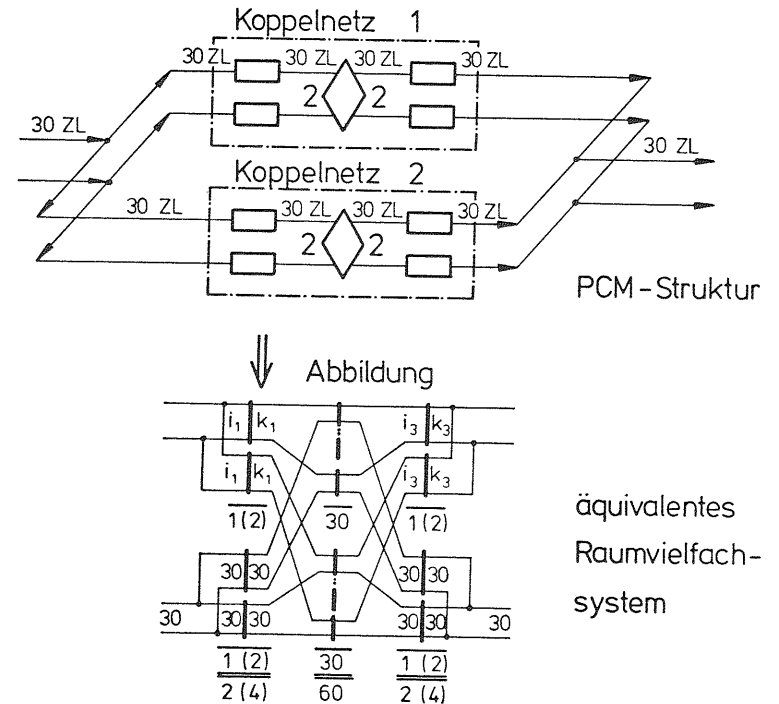 Koppelnetz 1
30 ZL 30 ZL 30 ZL 30 ZL
2 2
30 ZL
30 ZL
Koppelnetz 2
30 ZL 30 ZL 30 ZL 30 ZL
2 2
PCM-Struktur
Abbildung
i1 k1 i3 k3
i1 k1 i3 k3
1(2) 30 1(2)
äquivalentes
Raumvielfach-
system
30 30 30 30
30 30 30 30 30 30
1 (2) 30 1 (2)
2 (4) 60 2 (4)